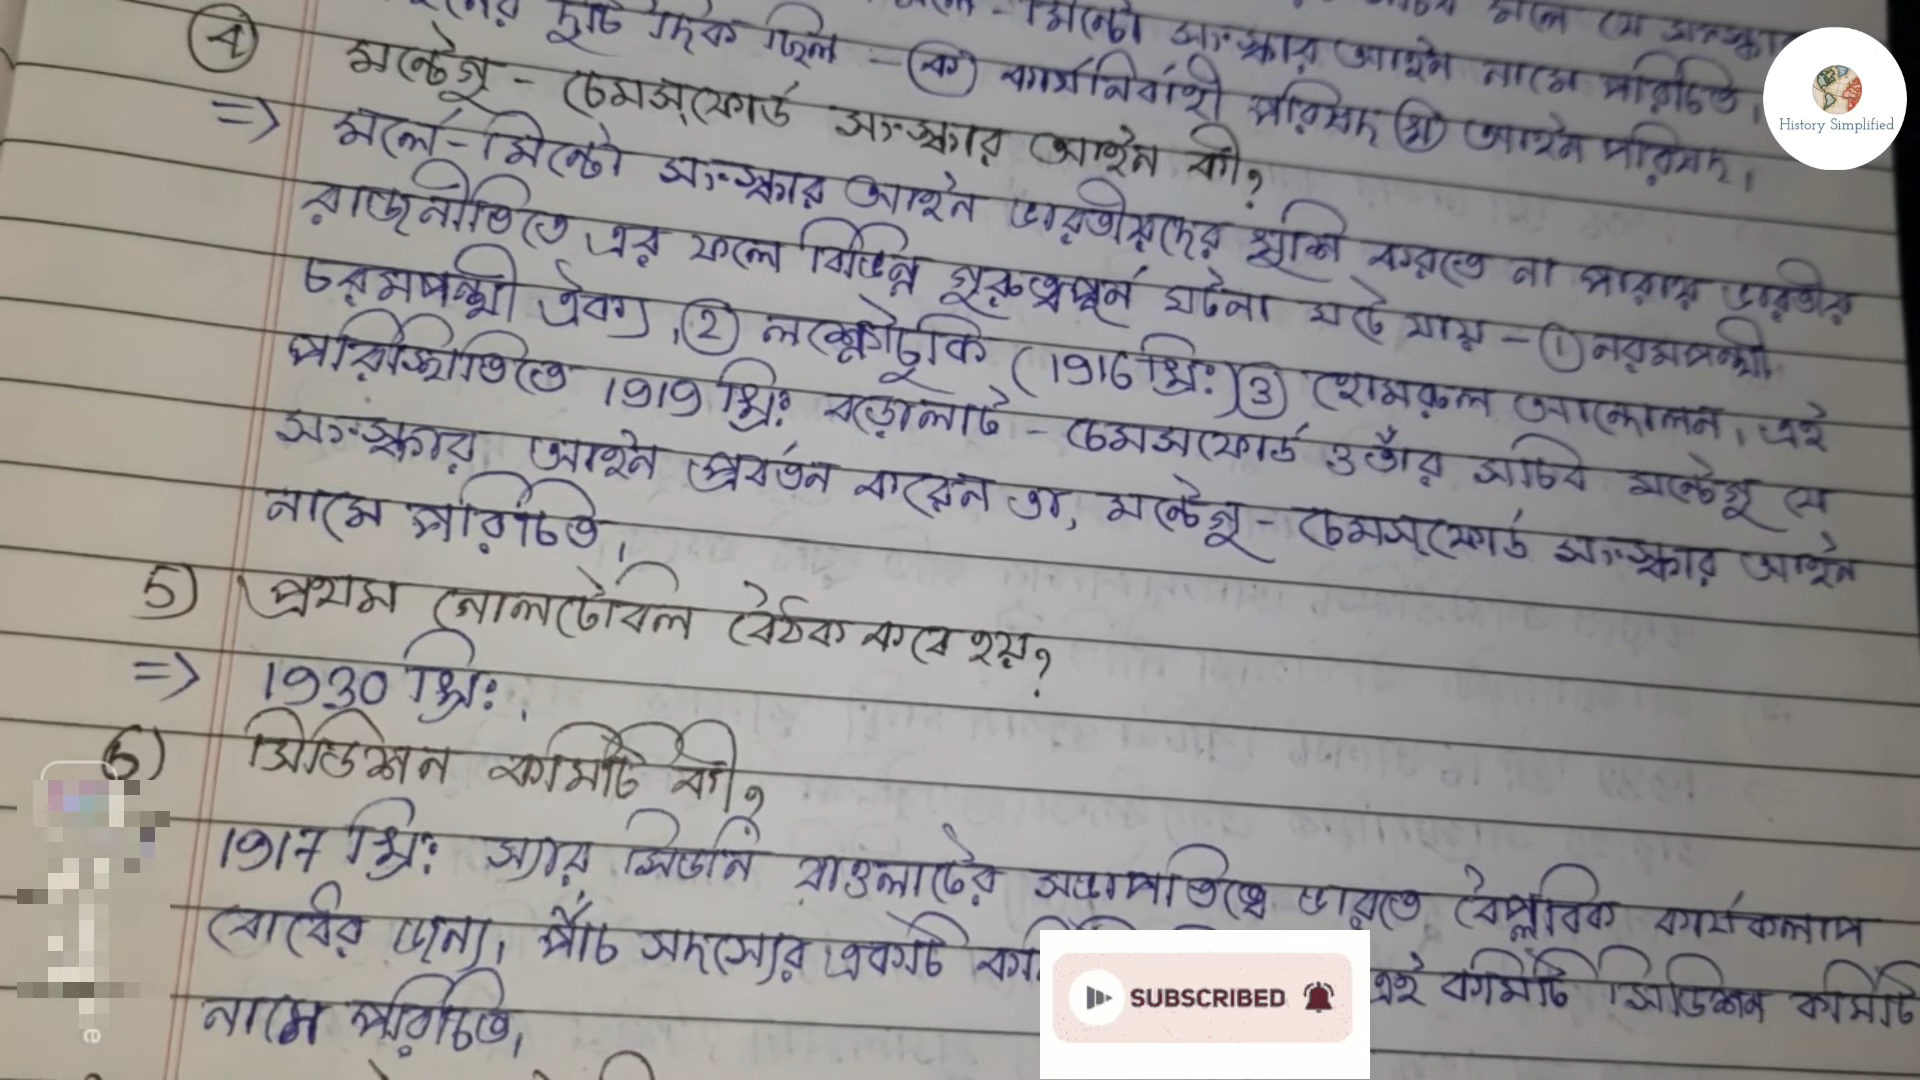 মিন্টো সংস্কার আইন নামে পরিচিত।
দুটি দিক ছিল - (ক) কার্যনির্বাহী পরিষদ (খ) আইন পরিষদ।
4 মন্টেগু - চেমস্ফোর্ড সংস্কার আইন কী?
=> মর্লে-মিন্টো সংস্কার আইন ভারতীয়দের খুশি করতে না পারায় ভারতীয়
রাজনীতিতে এর ফলে বিভিন্ন গুরুত্বপূর্ন ঘটনা ঘটে যায় - ① নরমপন্থী
চরমপন্থী ঐক্য, ② লক্ষ্ণৌচুক্তি (1916 খ্রিঃ) ③ হোমরুল আন্দোলন। এই
পরিস্থিতিতে 1919 খ্রিঃ বড়োলাট - চেমসফোর্ড ও তাঁর সচিব মন্টেগু যে
সংস্কার আইন প্রবর্তন করেন তা, মন্টেগু - চেমস্ফোর্ড সংস্কার আইন
নামে পরিচিত।
5) প্রথম গোলটেবিল বৈঠক কবে হয়?
=> 1930 খ্রিঃ।
6) সিডিশন কমিটি কী?
1917 খ্রিঃ স্যার সিডনি রাওলাটের সভাপতিত্বে ভারতে বৈপ্লবিক কার্যকলাপ
রোধের জন্য। পাঁচ সদস্যের একটি এই কমিটি সিডিশন কমিটি
নামে পরিচিত।
History Simplified
SUBSCRIBED